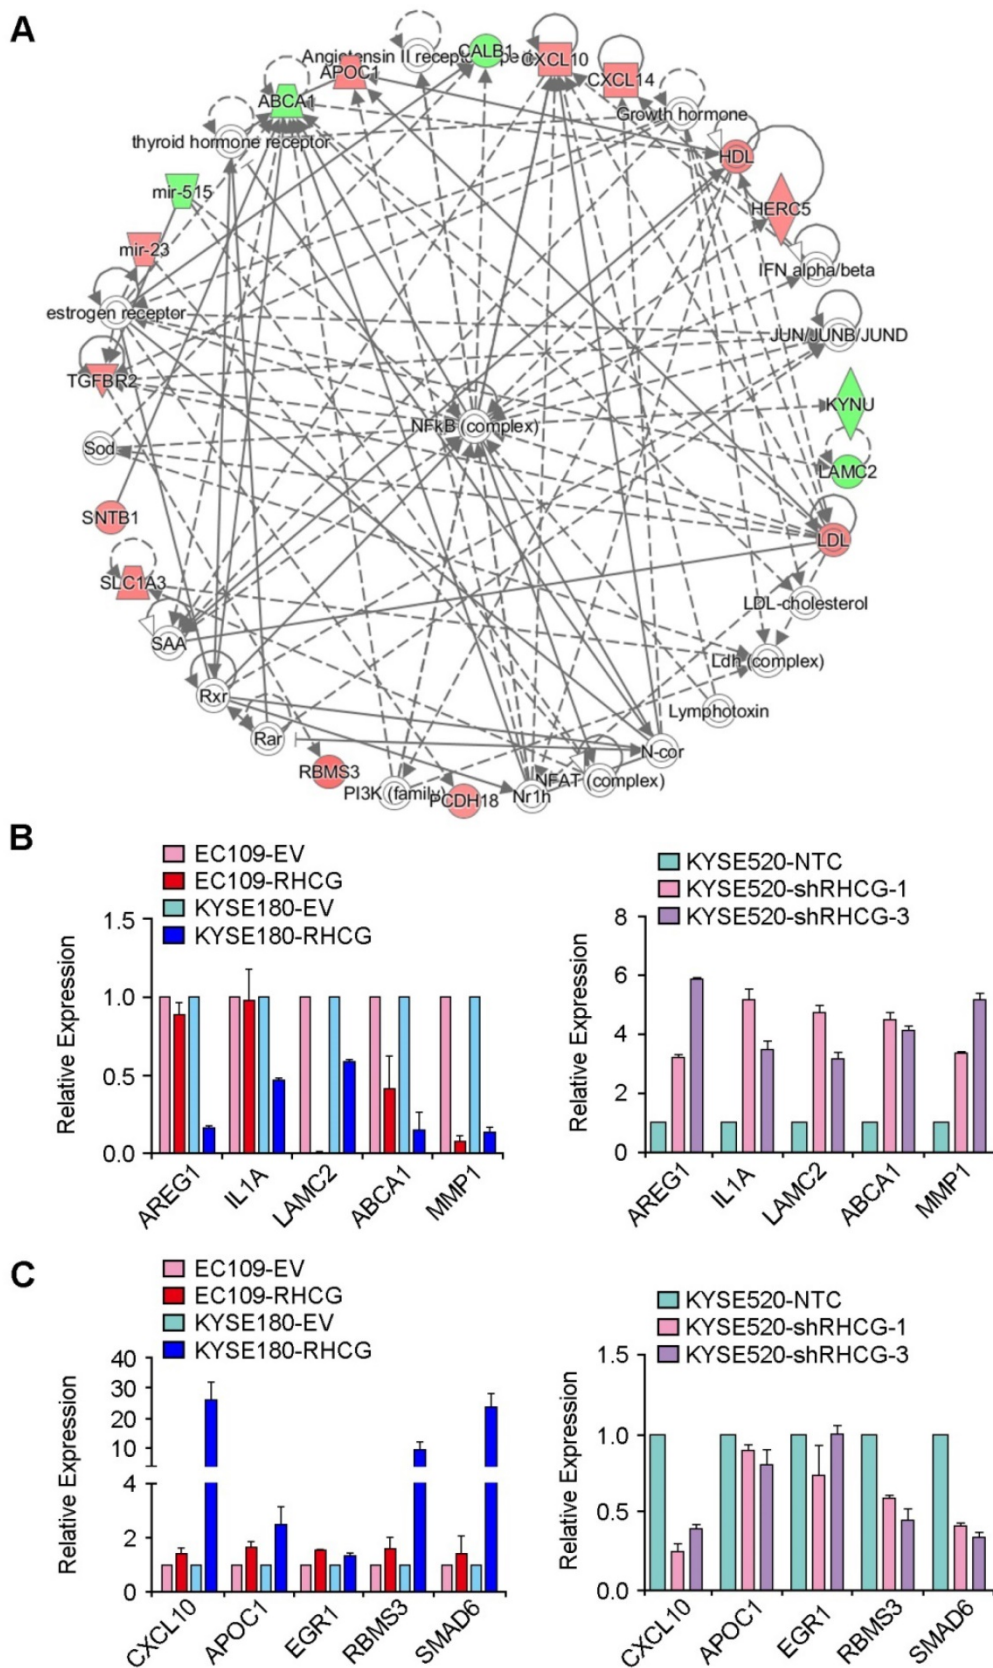 A
Angiotensin II receptor type
CALB1
CXCL10
APOC1
CXCL14
ABCA1
Growth hormone
thyroid hormone receptor
HDL
mir-515
HERC5
mir-23
IFN alpha/beta
estrogen receptor
JUN/JUNB/JUND
TGFBR2
KYNU
NFkB (complex)
Sod
LAMC2
SNTB1
LDL
SLC1A3
LDL-cholesterol
SAA
Ldh (complex)
Rxr
Lymphotoxin
Rar
N-cor
RBMS3
NFAT (complex)
PI3K (family)
PCDH18
Nr1h
B
EC109-EV
EC109-RHCG
KYSE180-EV
KYSE180-RHCG
Relative Expression
1.5
1.0
0.5
0.0
AREG1
IL1A
LAMC2
ABCA1
MMP1
KYSE520-NTC
KYSE520-shRHCG-1
KYSE520-shRHCG-3
Relative Expression
8
6
4
2
0
AREG1
IL1A
LAMC2
ABCA1
MMP1
C
EC109-EV
EC109-RHCG
KYSE180-EV
KYSE180-RHCG
Relative Expression
40
30
20
10
4
2
0
CXCL10
APOC1
EGR1
RBMS3
SMAD6
KYSE520-NTC
KYSE520-shRHCG-1
KYSE520-shRHCG-3
Relative Expression
1.5
1.0
0.5
0.0
CXCL10
APOC1
EGR1
RBMS3
SMAD6